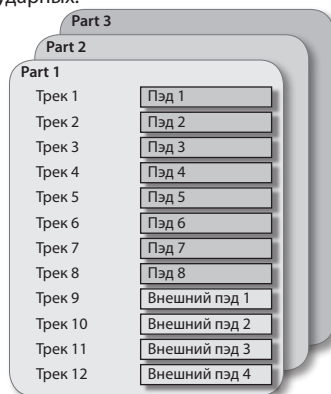 ударных.
Part 3
Part 2
Part 1
Трек 1 Пэд 1
Трек 2 Пэд 2
Трек 3 Пэд 3
Трек 4 Пэд 4
Трек 5 Пэд 5
Трек 6 Пэд 6
Трек 7 Пэд 7
Трек 8 Пэд 8
Трек 9 Внешний пэд 1
Трек 10 Внешний пэд 2
Трек 11 Внешний пэд 3
Трек 12 Внешний пэд 4